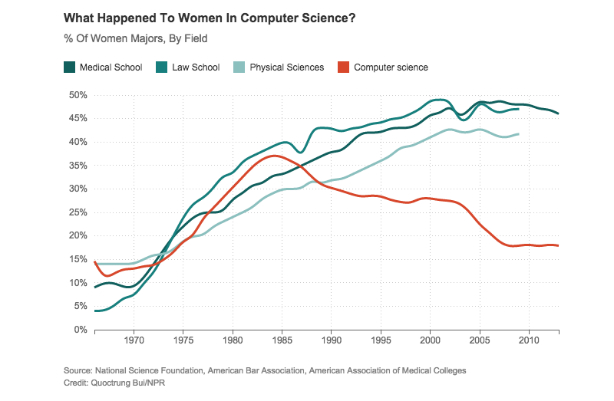 What Happened To Women In Computer Science?
% Of Women Majors, By Field
Medical School Law School Physical Sciences Computer science
50%
45%
40%
35%
30%
25%
20%
15%
10%
5%
0%
1970 1975 1980 1985 1990 1995 2000 2005 2010
Source: National Science Foundation, American Bar Association, American Association of Medical Colleges
Credit: Quoctrung Bui/NPR